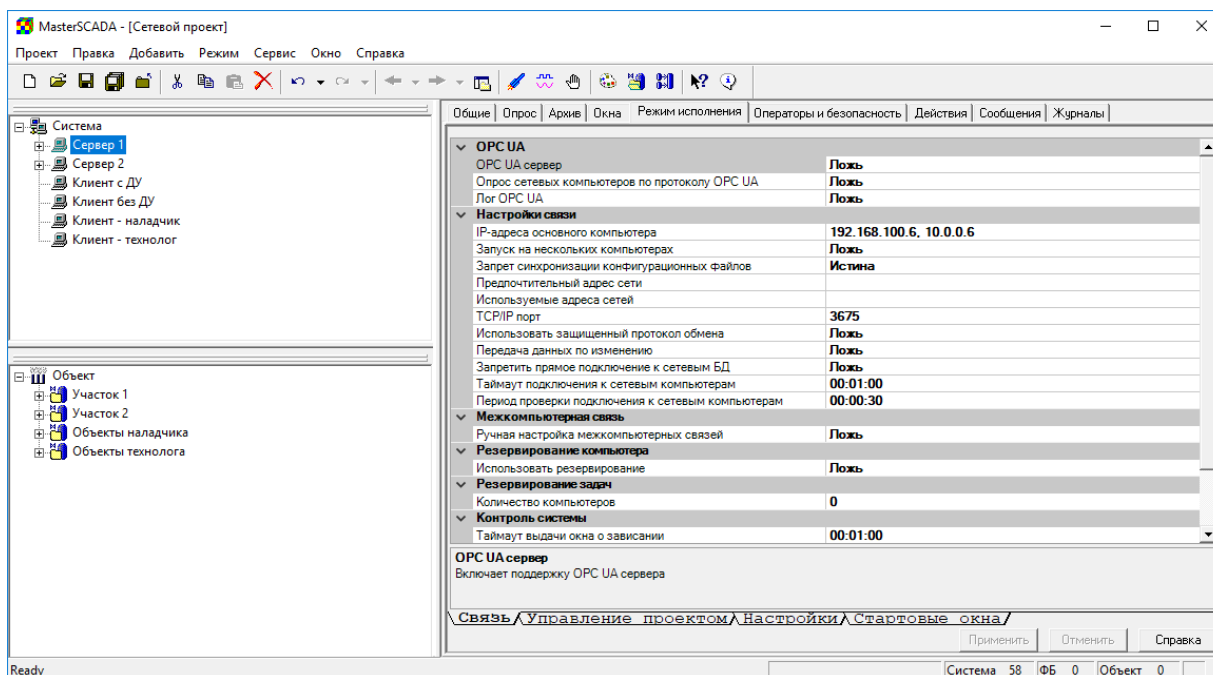 MasterSCADA - [Сетевой проект]
Проект Правка Добавить Режим Сервис Окно Справка
Система
Сервер 1
Сервер 2
Клиент с ДУ
Клиент без ДУ
Клиент - наладчик
Клиент - технолог
Объект
Участок 1
Участок 2
Объекты наладчика
Объекты технолога
Общие Опрос Архив Окна Режим исполнения Операторы и безопасность Действия Сообщения Журналы
OPC UA
OPC UA сервер Ложь
Опрос сетевых компьютеров по протоколу OPC UA Ложь
Лог OPC UA Ложь
Настройки связи
IP-адреса основного компьютера 192.168.100.6, 10.0.0.6
Запуск на нескольких компьютерах Ложь
Запрет синхронизации конфигурационных файлов Истина
Предпочтительный адрес сети
Используемые адреса сетей
TCP/IP порт 3675
Использовать защищенный протокол обмена Ложь
Передача данных по изменению Ложь
Запретить прямое подключение к сетевым БД Ложь
Таймаут подключения к сетевым компьютерам 00:01:00
Период проверки подключения к сетевым компьютерам 00:00:30
Межкомпьютерная связь
Ручная настройка межкомпьютерных связей Ложь
Резервирование компьютера
Использовать резервирование Ложь
Резервирование задач
Количество компьютеров 0
Контроль системы
Таймаут выдачи окна о зависании 00:01:00
OPC UA сервер
Включает поддержку OPC UA сервера
Связь Управление проектом Настройки Стартовые окна
Применить Отменить Справка
Ready Система 58 ФБ 0 Объект 0